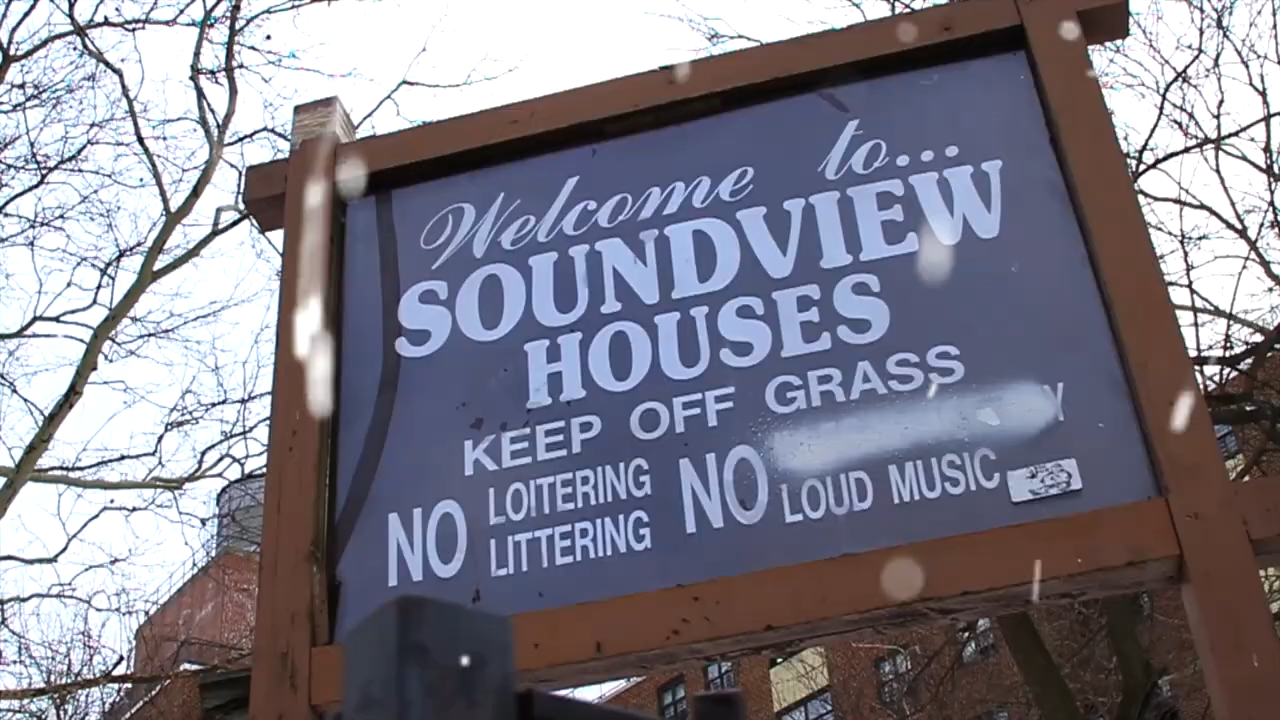 Welcome to...
SOUNDVIEW
HOUSES
KEEP OFF GRASS
NO LOITERING
LITTERING
NO LOUD MUSIC